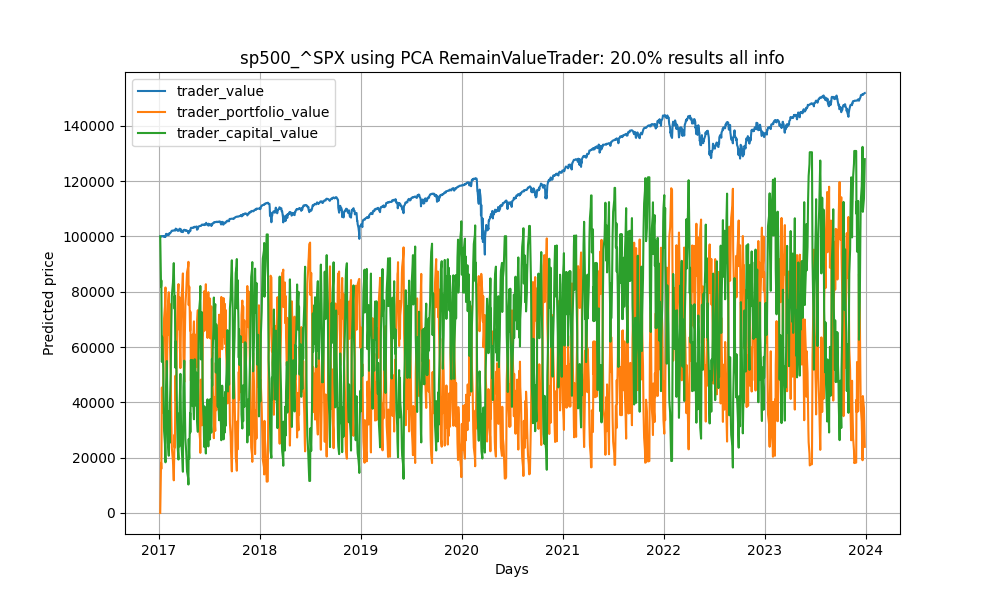 sp500_^SPX using PCA RemainValueTrader: 20.0% results all info
trader_value
trader_portfolio_value
trader_capital_value
Predicted price
140000
120000
100000
80000
60000
40000
20000
0
2017 2018 2019 2020 2021 2022 2023 2024
Days